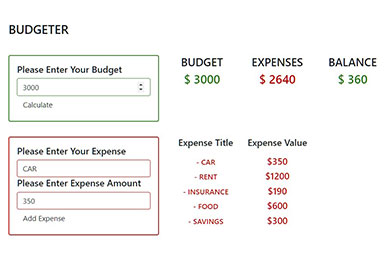 BUDGETER
Please Enter Your Budget
3000
Calculate
BUDGET EXPENSES BALANCE
$ 3000 $ 2640 $ 360
Please Enter Your Expense
CAR
Please Enter Expense Amount
350
Add Expense
Expense Title Expense Value
- CAR $350
- RENT $1200
- INSURANCE $190
- FOOD $600
- SAVINGS $300